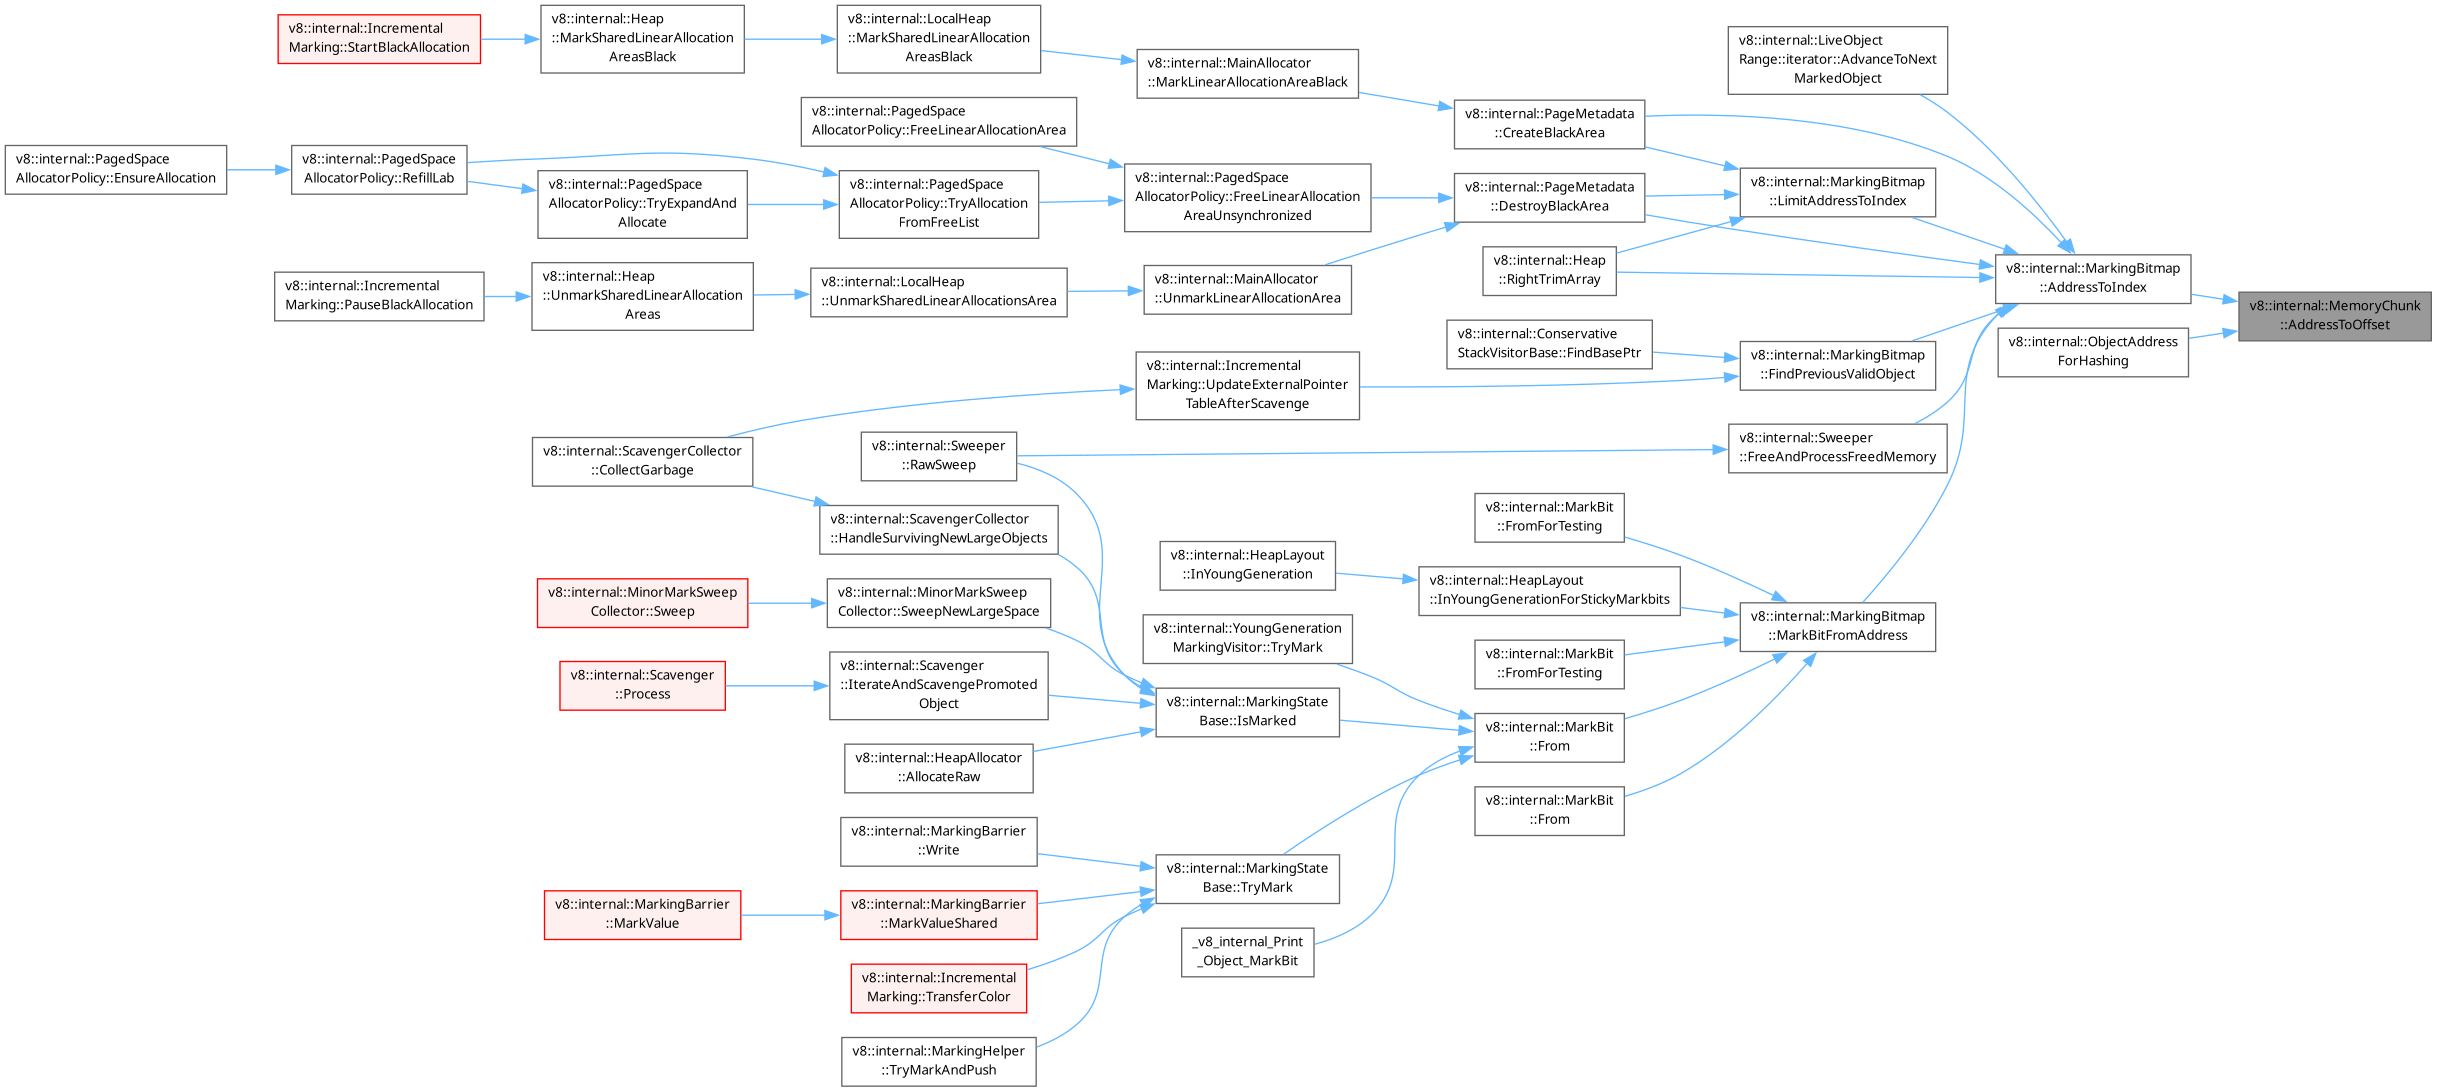 v8::internal::Incremental
Marking::StartBlackAllocation
v8::internal::Heap
::MarkSharedLinearAllocation
AreasBlack
v8::internal::LocalHeap
::MarkSharedLinearAllocation
AreasBlack
v8::internal::MainAllocator
::MarkLinearAllocationAreaBlack
v8::internal::LiveObject
Range::iterator::AdvanceToNext
MarkedObject
v8::internal::PagedSpace
AllocatorPolicy::FreeLinearAllocationArea
v8::internal::PageMetadata
::CreateBlackArea
v8::internal::PagedSpace
AllocatorPolicy::EnsureAllocation
v8::internal::PagedSpace
AllocatorPolicy::RefillLab
v8::internal::PagedSpace
AllocatorPolicy::TryExpandAnd
Allocate
v8::internal::PagedSpace
AllocatorPolicy::TryAllocation
FromFreeList
v8::internal::PagedSpace
AllocatorPolicy::FreeLinearAllocation
AreaUnsynchronized
v8::internal::PageMetadata
::DestroyBlackArea
v8::internal::MarkingBitmap
::LimitAddressToIndex
v8::internal::Heap
::RightTrimArray
v8::internal::MarkingBitmap
::AddressToIndex
v8::internal::MemoryChunk
::AddressToOffset
v8::internal::Incremental
Marking::PauseBlackAllocation
v8::internal::Heap
::UnmarkSharedLinearAllocation
Areas
v8::internal::LocalHeap
::UnmarkSharedLinearAllocationsArea
v8::internal::MainAllocator
::UnmarkLinearAllocationArea
v8::internal::Conservative
StackVisitorBase::FindBasePtr
v8::internal::MarkingBitmap
::FindPreviousValidObject
v8::internal::ObjectAddress
ForHashing
v8::internal::Incremental
Marking::UpdateExternalPointer
TableAfterScavenge
v8::internal::ScavengerCollector
::CollectGarbage
v8::internal::Sweeper
::RawSweep
v8::internal::Sweeper
::FreeAndProcessFreedMemory
v8::internal::ScavengerCollector
::HandleSurvivingNewLargeObjects
v8::internal::MarkBit
::FromForTesting
v8::internal::HeapLayout
::InYoungGeneration
v8::internal::HeapLayout
::InYoungGenerationForStickyMarkbits
v8::internal::MinorMarkSweep
Collector::Sweep
v8::internal::MinorMarkSweep
Collector::SweepNewLargeSpace
v8::internal::YoungGeneration
MarkingVisitor::TryMark
v8::internal::MarkBit
::FromForTesting
v8::internal::MarkingBitmap
::MarkBitFromAddress
v8::internal::Scavenger
::Process
v8::internal::Scavenger
::IterateAndScavengePromoted
Object
v8::internal::MarkingState
Base::IsMarked
v8::internal::MarkBit
::From
v8::internal::HeapAllocator
::AllocateRaw
v8::internal::MarkBit
::From
v8::internal::MarkingBarrier
::Write
v8::internal::MarkingState
Base::TryMark
v8::internal::MarkingBarrier
::MarkValue
v8::internal::MarkingBarrier
::MarkValueShared
_v8_internal_Print
_Object_MarkBit
v8::internal::Incremental
Marking::TransferColor
v8::internal::MarkingHelper
::TryMarkAndPush